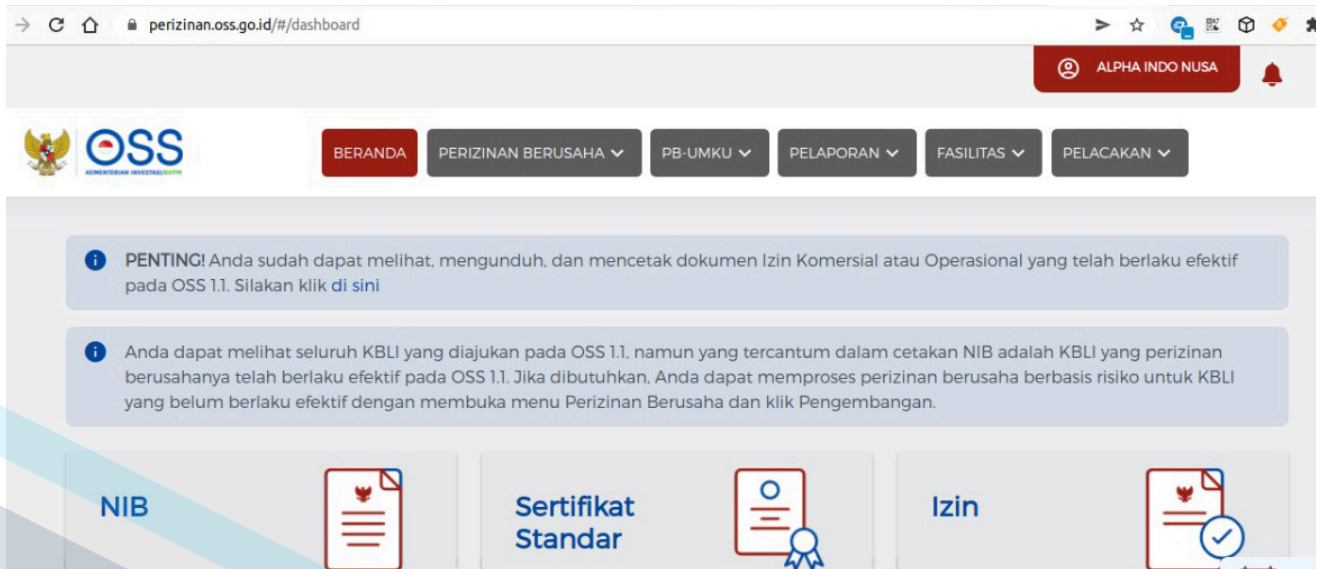 perizinan.oss.go.id/#/dashboard
ALPHA INDO NUSA
OSS
KEMENTERIAN INVESTASI/BKPM
BERANDA
PERIZINAN BERUSAHA
PB-UMKU
PELAPORAN
FASILITAS
PELACAKAN
PENTING! Anda sudah dapat melihat, mengunduh, dan mencetak dokumen Izin Komersial atau Operasional yang telah berlaku efektif
pada OSS 1.1. Silakan klik di sini
Anda dapat melihat seluruh KBLI yang diajukan pada OSS 1.1, namun yang tercantum dalam cetakan NIB adalah KBLI yang perizinan
berusahanya telah berlaku efektif pada OSS 1.1. Jika dibutuhkan, Anda dapat memproses perizinan berusaha berbasis risiko untuk KBLI
yang belum berlaku efektif dengan membuka menu Perizinan Berusaha dan klik Pengembangan.
NIB
Sertifikat
Standar
Izin